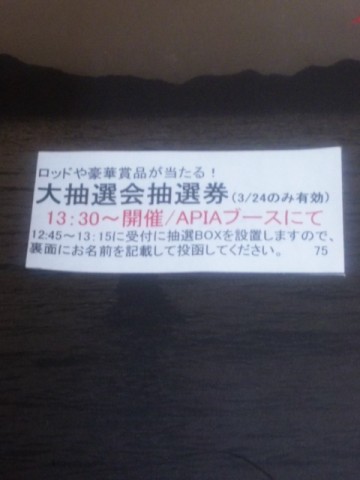 ロッドや豪華賞品が当たる！
大抽選会抽選券(3/24のみ有効)
13:30～開催/APIAブースにて
12:45～13:15に受付に抽選BOXを設置しますので、
裏面にお名前を記載して投函してください。 75